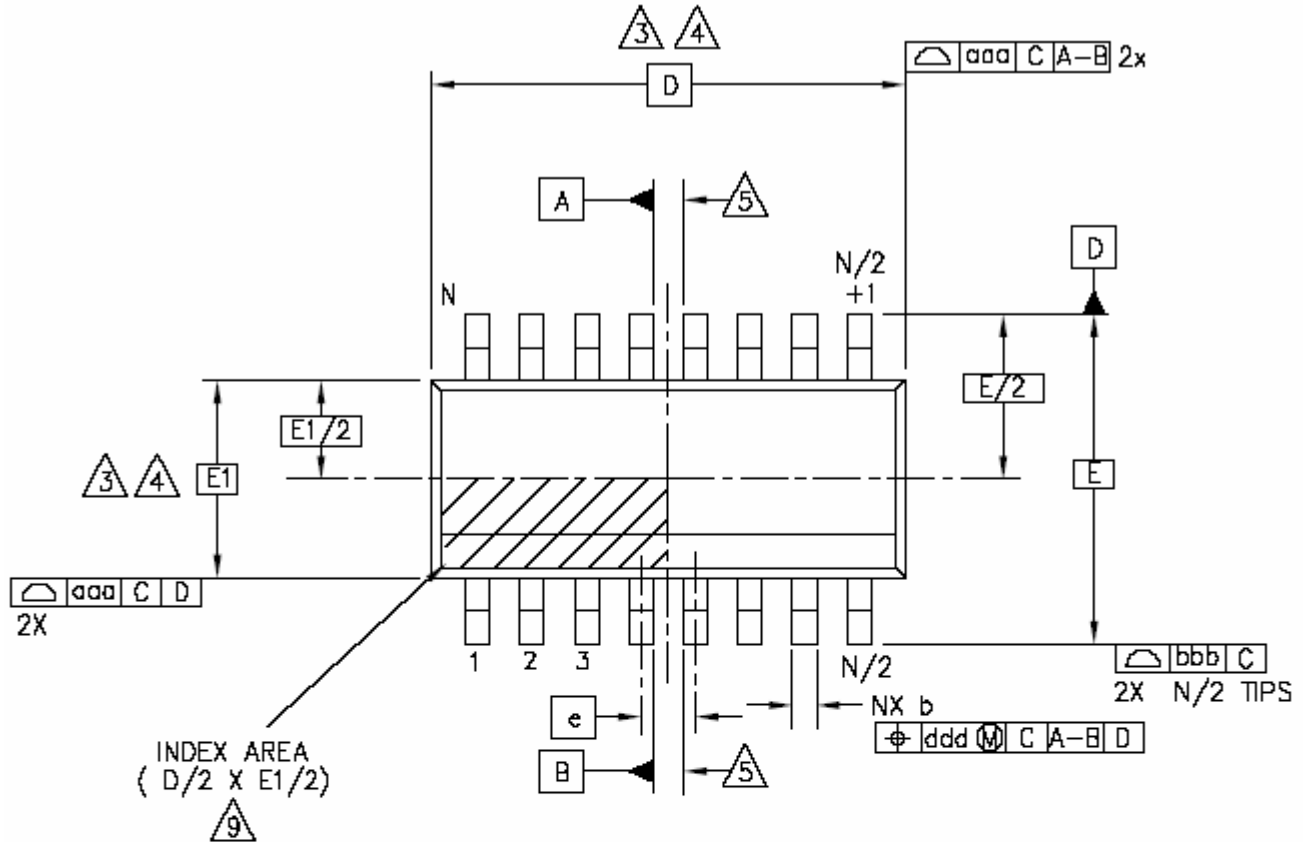 3 4
D
⌓ aaa C A-B 2x
A
5
D
N
N/2
+1
E/2
E1/2
3 4
E1
E
⌓ aaa C D
2X
1 2 3
N/2
⌓ bbb C
2X N/2 TIPS
e
NX b
⌖ ddd Ⓜ C A-B D
INDEX AREA
( D/2 X E1/2)
9
B
5